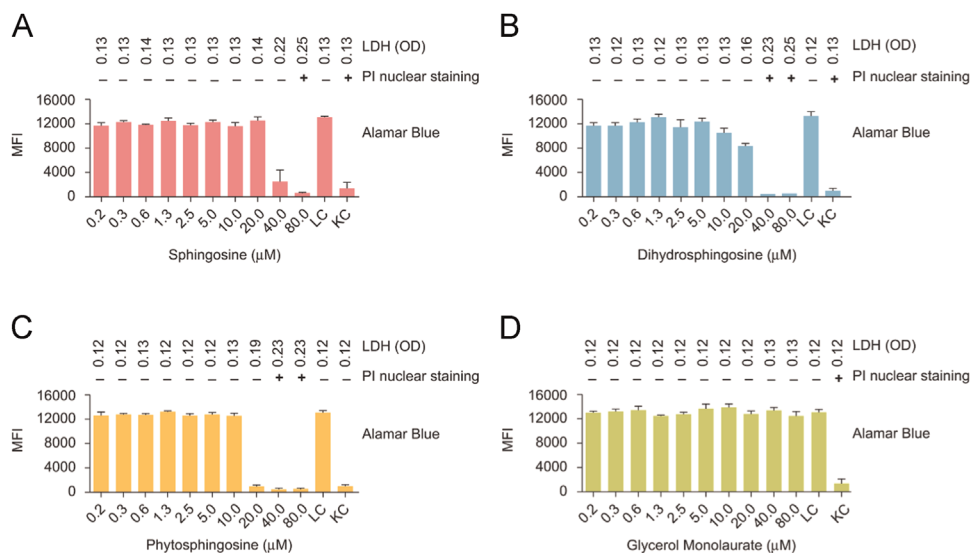 A
0.13 0.13 0.14 0.13 0.13 0.13 0.13 0.14 0.22 0.25 0.13 0.13 LDH (OD)
– – – – – – – – – + – + PI nuclear staining
16000
12000
8000
4000
0
MFI
Alamar Blue
0.2 0.3 0.6 1.3 2.5 5.0 10.0 20.0 40.0 80.0 LC KC
Sphingosine (μM)
B
0.13 0.12 0.13 0.13 0.13 0.13 0.13 0.16 0.23 0.25 0.12 0.13 LDH (OD)
– – – – – – – – + + – + PI nuclear staining
16000
12000
8000
4000
0
MFI
Alamar Blue
0.2 0.3 0.6 1.3 2.5 5.0 10.0 20.0 40.0 80.0 LC KC
Dihydrosphingosine (μM)
C
0.12 0.12 0.13 0.12 0.12 0.12 0.13 0.19 0.23 0.23 0.12 0.12 LDH (OD)
– – – – – – – – + + – – PI nuclear staining
16000
12000
8000
4000
0
MFI
Alamar Blue
0.2 0.3 0.6 1.3 2.5 5.0 10.0 20.0 40.0 80.0 LC KC
Phytosphingosine (μM)
D
0.12 0.12 0.12 0.12 0.12 0.12 0.12 0.12 0.13 0.13 0.12 0.12 LDH (OD)
– – – – – – – – – – – + PI nuclear staining
16000
12000
8000
4000
0
MFI
Alamar Blue
0.2 0.3 0.6 1.3 2.5 5.0 10.0 20.0 40.0 80.0 LC KC
Glycerol Monolaurate (μM)